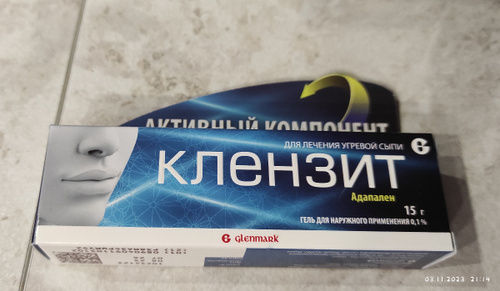 АКТИВНЫЙ КОМПОНЕНТ
ДЛЯ ЛЕЧЕНИЯ УГРЕВОЙ СЫПИ
КЛЕНЗИТ
Адапален
15 г
ГЕЛЬ ДЛЯ НАРУЖНОГО ПРИМЕНЕНИЯ 0,1%
G GLENMARK
03.11.2023 21:14